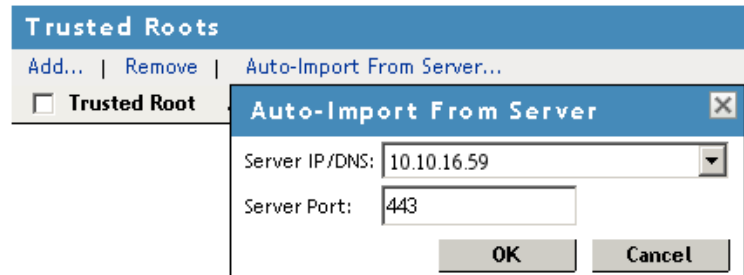 Trusted Roots
Add... | Remove | Auto-Import From Server...
Trusted Root
Auto-Import From Server
Server IP/DNS: 10.10.16.59
Server Port: 443
OK Cancel